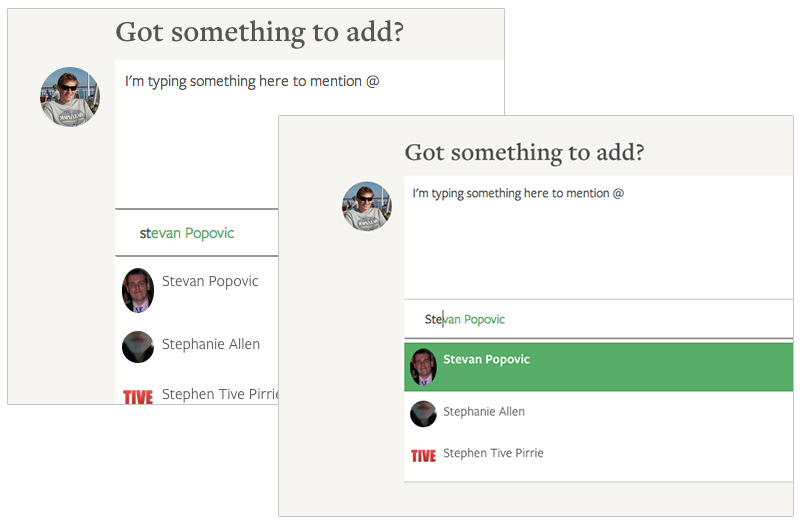 Got something to add?
I'm typing something here to mention @
stevan Popovic
Stevan Popovic
Stephanie Allen
TIVE Stephen Tive Pirrie
Got something to add?
I'm typing something here to mention @
Stevan Popovic
Stevan Popovic
Stephanie Allen
TIVE Stephen Tive Pirrie